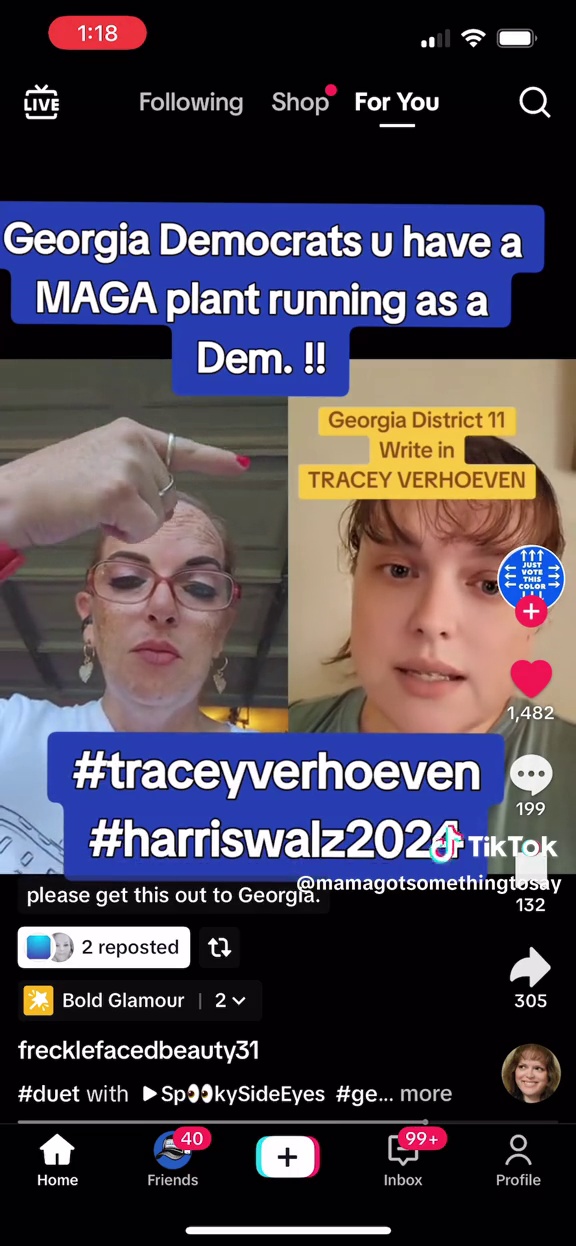 1:18
LIVE
Following Shop For You
Georgia Democrats u have a
MAGA plant running as a
Dem. !!
Georgia District 11
Write in
TRACEY VERHOEVEN
JUST
VOTE
THIS
COLOR
1,482
#traceyverhoeven
#harriswalz2024
199
TikTok
@mamagotsomethingtosay
please get this out to Georgia.
132
2 reposted
Bold Glamour | 2
305
frecklefacedbeauty31
#duet with ▶Sp👀kySideEyes #ge... more
40
99+
Home
Friends
Inbox
Profile